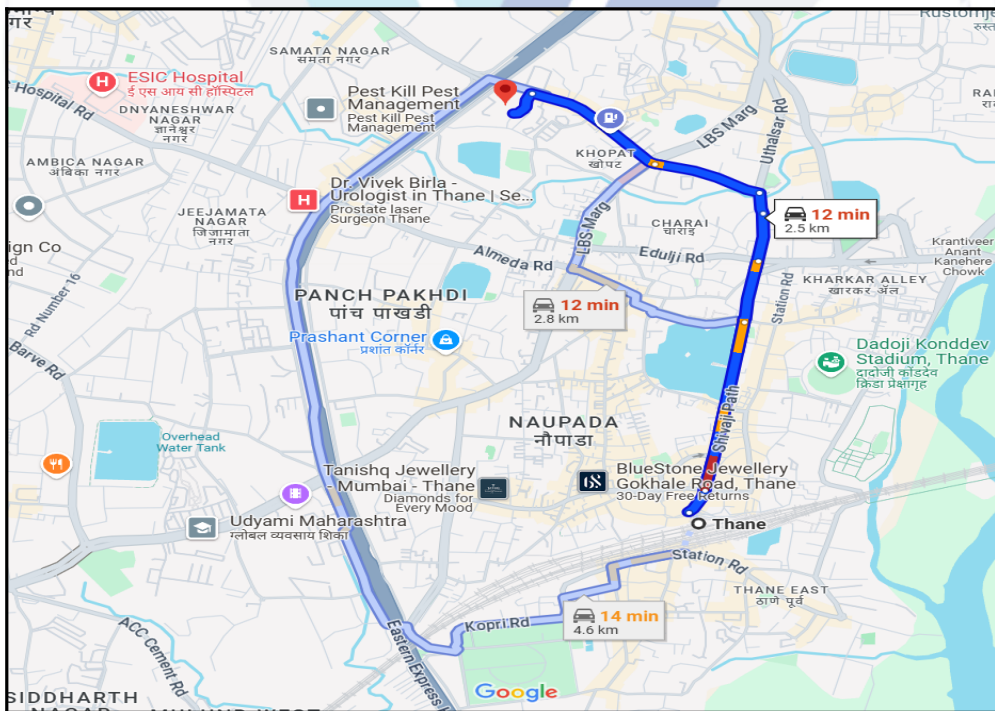 गर
Rustomje
रुस्त
SAMATA NAGAR
समता नगर
ESIC Hospital
ई एस आय सी हॉस्पिटल
Hospital Rd
DNYANESHWAR
NAGAR
ज्ञानेश्वर
नगर
Pest Kill Pest
Management
Pest Kill Pest
Management
LBS Marg
Uthalsar Rd
KHOPAT
खोपट
AMBICA NAGAR
अंबिका नगर
Dr. Vivek Birla -
Urologist in Thane | Se...
Prostate laser
Surgeon Thane
JEEJAMATA
NAGAR
जिजामाता
नगर
LBS Marg
CHARAI
चाराई
12 min
2.5 km
ign Co
Rd Number 16
Almeda Rd
Edulji Rd
Krantiveer
Anant
Kanehere
Chowk
KHARKAR ALLEY
खारकर अॅल
Station Rd
PANCH PAKHDI
पांच पाखडी
12 min
2.8 km
Prashant Corner
प्रशांत कॉर्नर
Barve Rd
Dadoji Konddev
Stadium, Thane
दादोजी कोंडदेव
क्रिडा प्रेक्षागृह
Shivaji Path
NAUPADA
नौपाडा
Overhead
Water Tank
Tanishq Jewellery
- Mumbai - Thane
Diamonds for
Every Mood
BlueStone Jewellery
Gokhale Road, Thane
30-Day Free Returns
Udyami Maharashtra
ग्लोबल व्यवसाय शिका
Thane
Station Rd
THANE EAST
ठाणे पूर्व
14 min
4.6 km
Kopri Rd
ACC Cement Rd
Eastern Express H
Google
SIDDHARTH